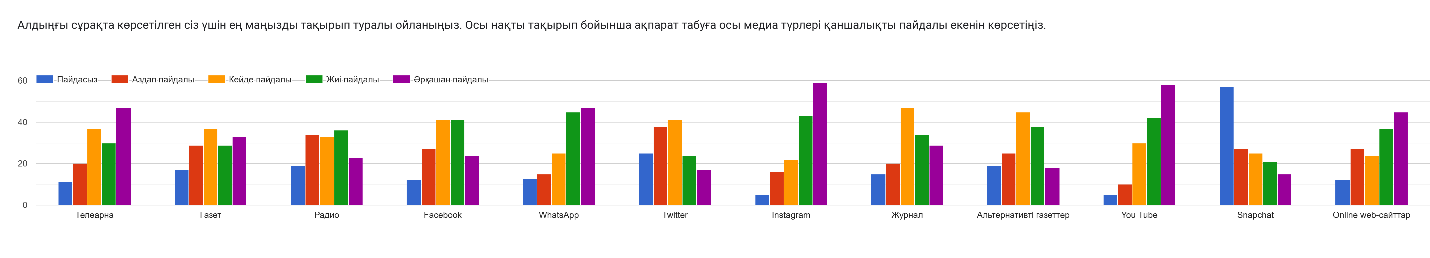 Алдыңғы сұрақта көрсетілген сіз үшін ең маңызды тақырып туралы ойланыңыз. Осы нақты тақырып бойынша ақпарат табуға осы медиа түрлері қаншалықты пайдалы екенін көрсетіңіз.
Пайдасыз Аздап пайдалы Кейде пайдалы Жиі пайдалы Әрқашан пайдалы
60
40
20
0
Телеарна Газет Радио Facebook WhatsApp Twitter Instagram Журнал Альтернативті газеттер You Tube Snapchat Online web-сайттар